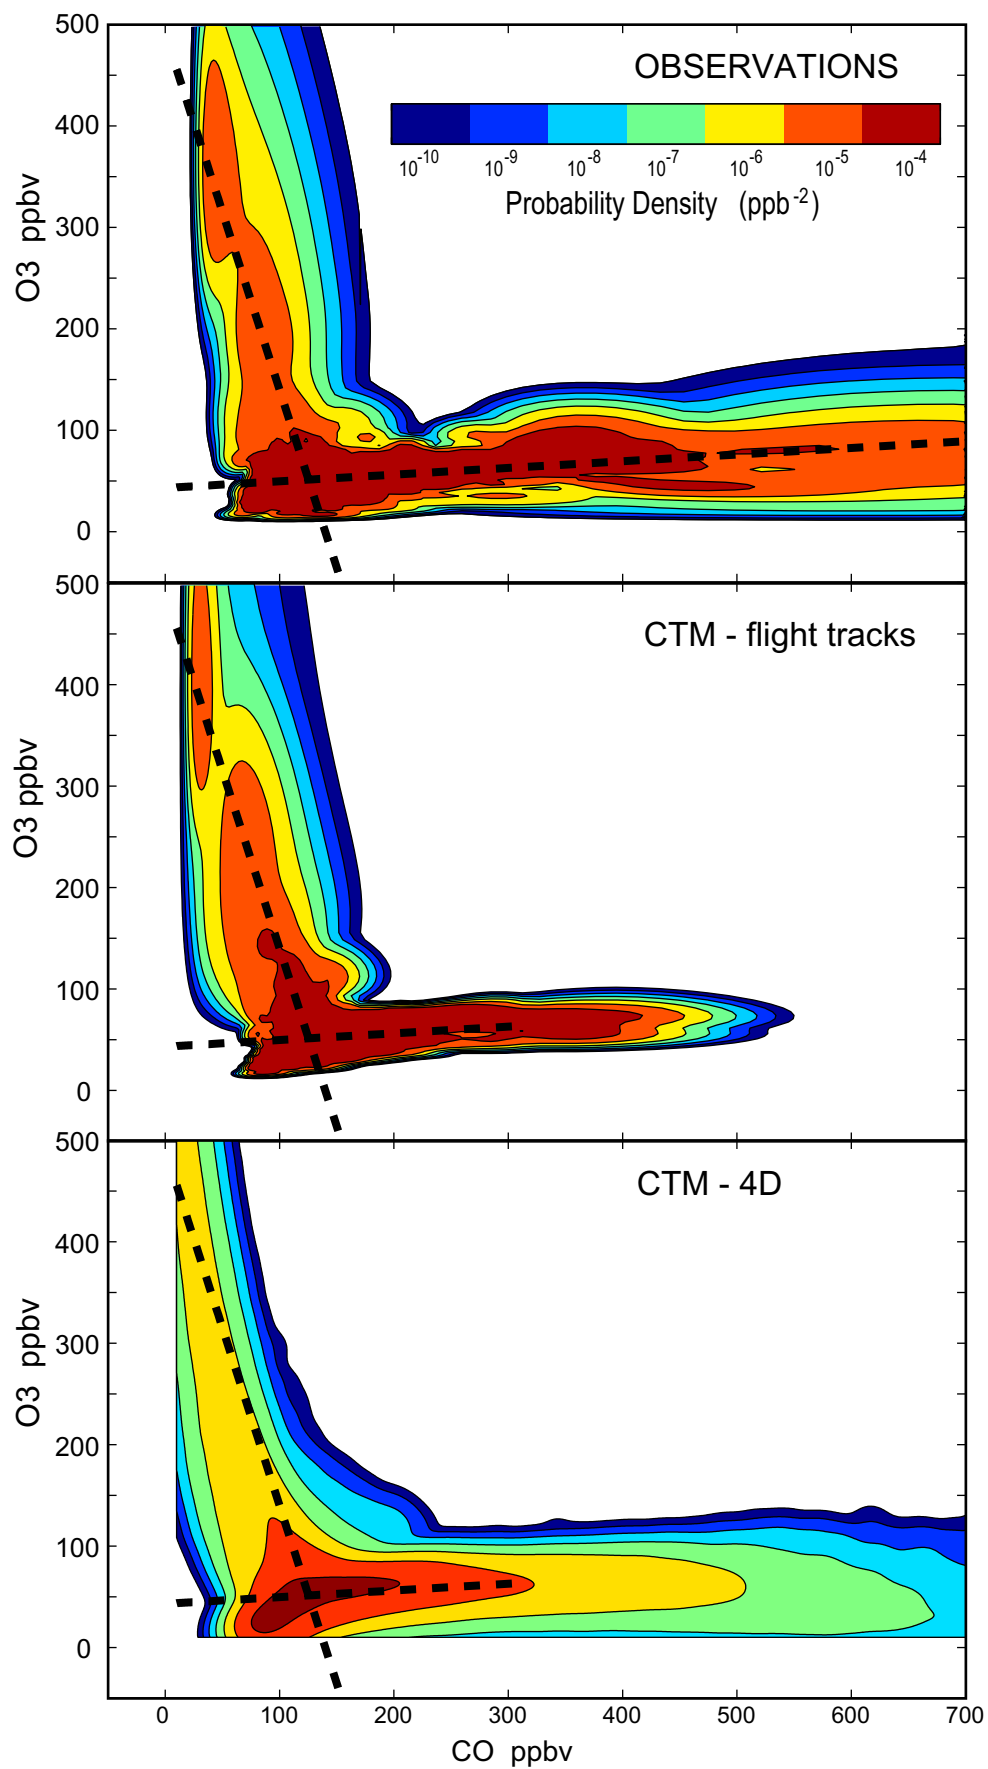 500
OBSERVATIONS
400
10^-10 10^-9 10^-8 10^-7 10^-6 10^-5 10^-4
Probability Density (ppb^-2)
300
O3 ppbv
200
100
0
500
CTM - flight tracks
400
O3 ppbv
300
200
100
0
500
CTM - 4D
400
O3 ppbv
300
200
100
0
0 100 200 300 400 500 600 700
CO ppbv